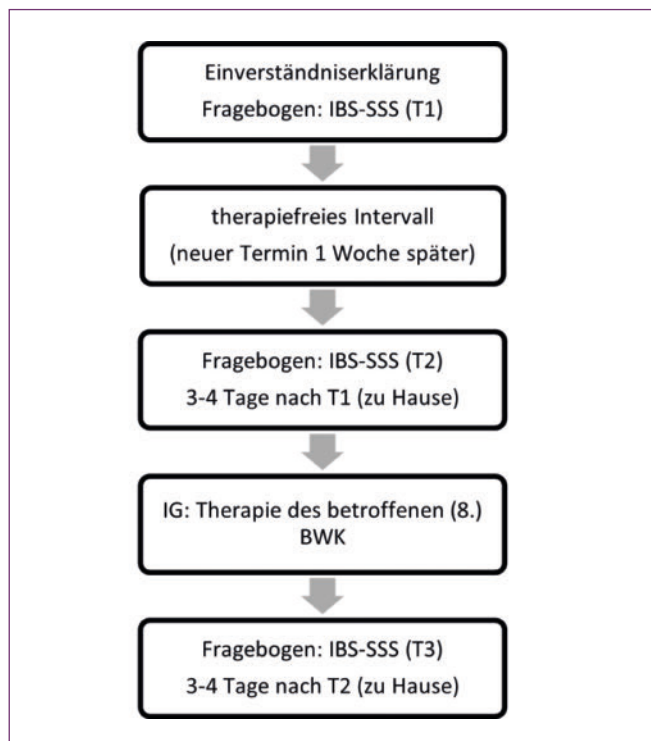 Einverständniserklärung
Fragebogen: IBS-SSS (T1)
therapiefreies Intervall
(neuer Termin 1 Woche später)
Fragebogen: IBS-SSS (T2)
3-4 Tage nach T1 (zu Hause)
IG: Therapie des betroffenen (8.)
BWK
Fragebogen: IBS-SSS (T3)
3-4 Tage nach T2 (zu Hause)